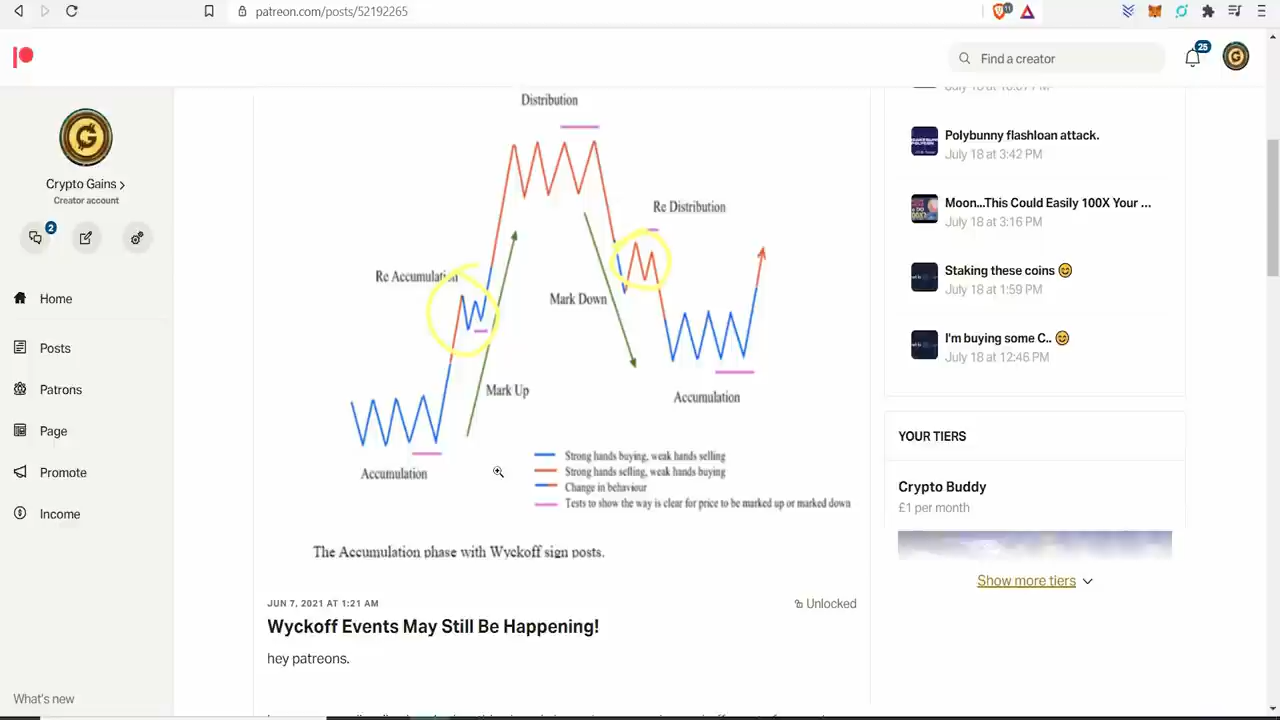 patreon.com/posts/52192265
11
Find a creator
25
G
G
Crypto Gains
Creator account
2
Home
Posts
Patrons
Page
Promote
Income
What's new
Distribution
Re Distribution
Re Accumulation
Mark Down
Mark Up
Accumulation
Accumulation
Strong hands buying, weak hands selling
Strong hands selling, weak hands buying
Change in behaviour
Tests to show the way is clear for price to be marked up or marked down
The Accumulation phase with Wyckoff sign posts.
JUN 7, 2021 AT 1:21 AM
Unlocked
Wyckoff Events May Still Be Happening!
hey patreons.
Polybunny flashloan attack.
July 18 at 3:42 PM
Moon...This Could Easily 100X Your ...
July 18 at 3:16 PM
Staking these coins 😊
July 18 at 1:59 PM
I'm buying some C.. 😊
July 18 at 12:46 PM
YOUR TIERS
Crypto Buddy
£1 per month
Show more tiers